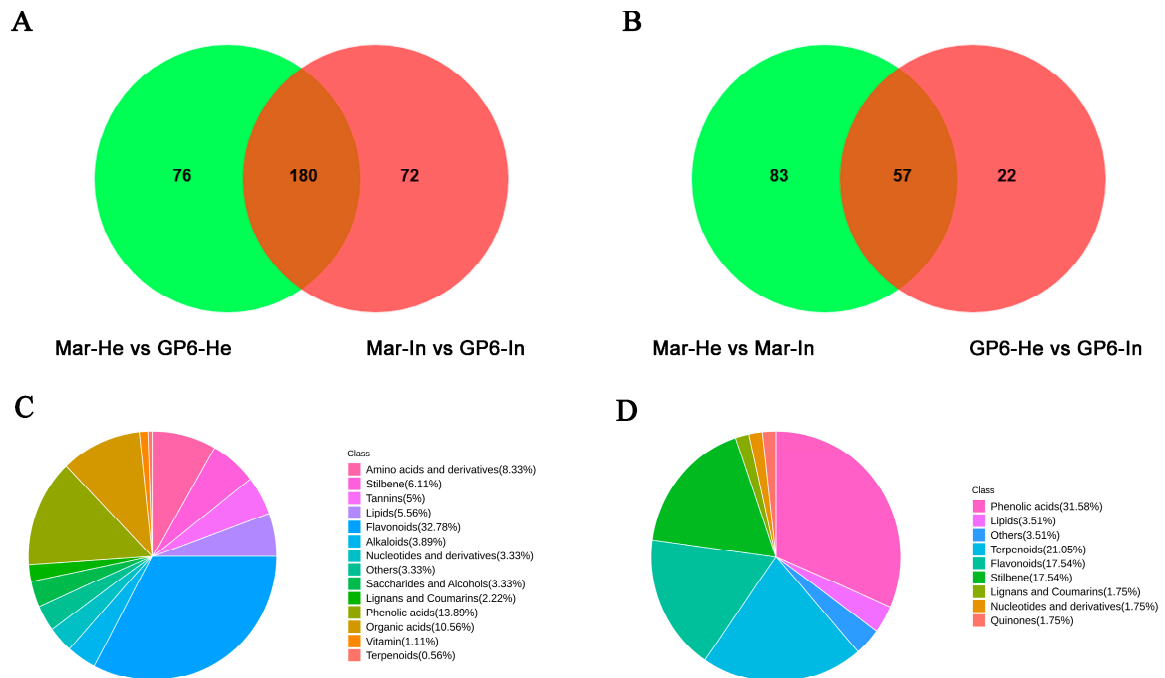 A
B
76
180
72
83
57
22
Mar-He vs GP6-He
Mar-In vs GP6-In
Mar-He vs Mar-In
GP6-He vs GP6-In
C
D
Class
Amino acids and derivatives(8.33%)
Stilbene(6.11%)
Tannins(5%)
Lipids(5.56%)
Flavonoids(32.78%)
Alkaloids(3.89%)
Nucleotides and derivatives(3.33%)
Others(3.33%)
Saccharides and Alcohols(3.33%)
Lignans and Coumarins(2.22%)
Phenolic acids(13.89%)
Organic acids(10.56%)
Vitamin(1.11%)
Terpenoids(0.56%)
Class
Phenolic acids(31.58%)
Lipids(3.51%)
Others(3.51%)
Terpenoids(21.05%)
Flavonoids(17.54%)
Stilbene(17.54%)
Lignans and Coumarins(1.75%)
Nucleotides and derivatives(1.75%)
Quinones(1.75%)